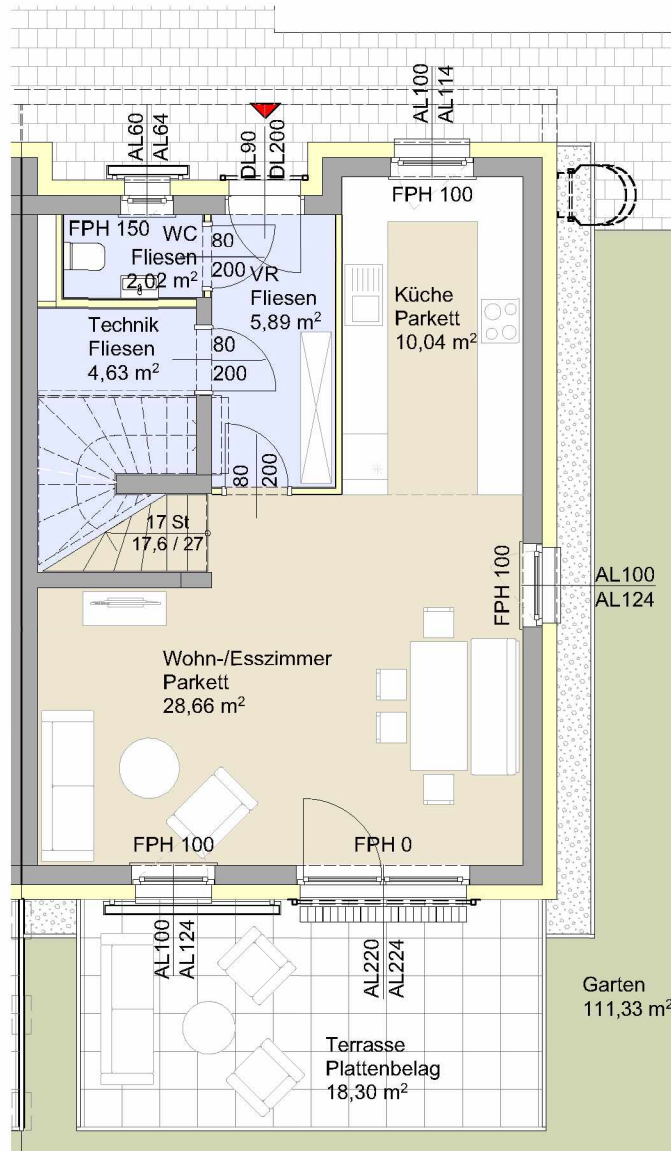 AL60
AL64
DL90
DL200
AL100
AL114
FPH 150
WC
Fliesen
2,02 m²
80
200
VR
Fliesen
5,89 m²
FPH 100
Küche
Parkett
10,04 m²
Technik
Fliesen
4,63 m²
80
200
80
200
17 St
17,6 / 27
FPH 100
AL100
AL124
Wohn-/Esszimmer
Parkett
28,66 m²
FPH 100
FPH 0
AL100
AL124
AL220
AL224
Garten
111,33 m²
Terrasse
Plattenbelag
18,30 m²